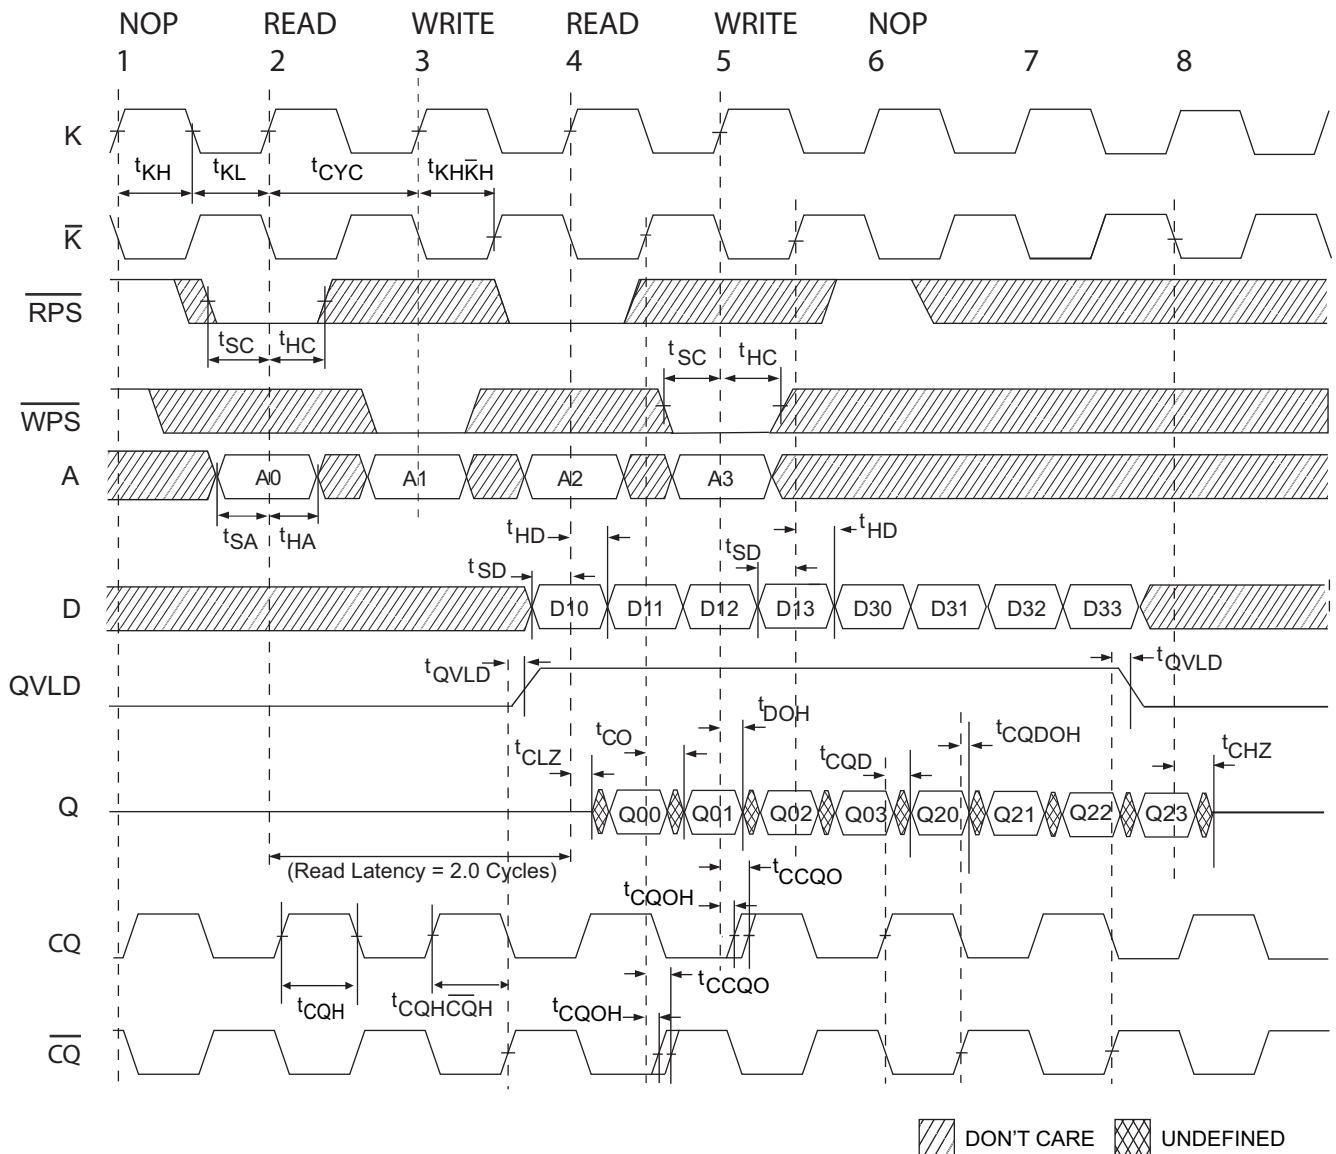 NOP READ WRITE READ WRITE NOP
1 2 3 4 5 6 7 8
K
tKH tKL tCYC tKHK̅H
K̅
R̅P̅S̅
tSC tHC
tSC tHC
W̅P̅S̅
A A0 A1 A2 A3
tSA tHA
tHD tHD
tSD tSD
D D10 D11 D12 D13 D30 D31 D32 D33
tQVLD tQVLD
QVLD
tDOH
tCO tCQDOH
tCLZ tCQD tCHZ
Q Q00 Q01 Q02 Q03 Q20 Q21 Q22 Q23
(Read Latency = 2.0 Cycles)
tCCQO
tCQOH
CQ
tCCQO
tCQH tCQHC̅Q̅H tCQOH
C̅Q̅
DON'T CARE UNDEFINED